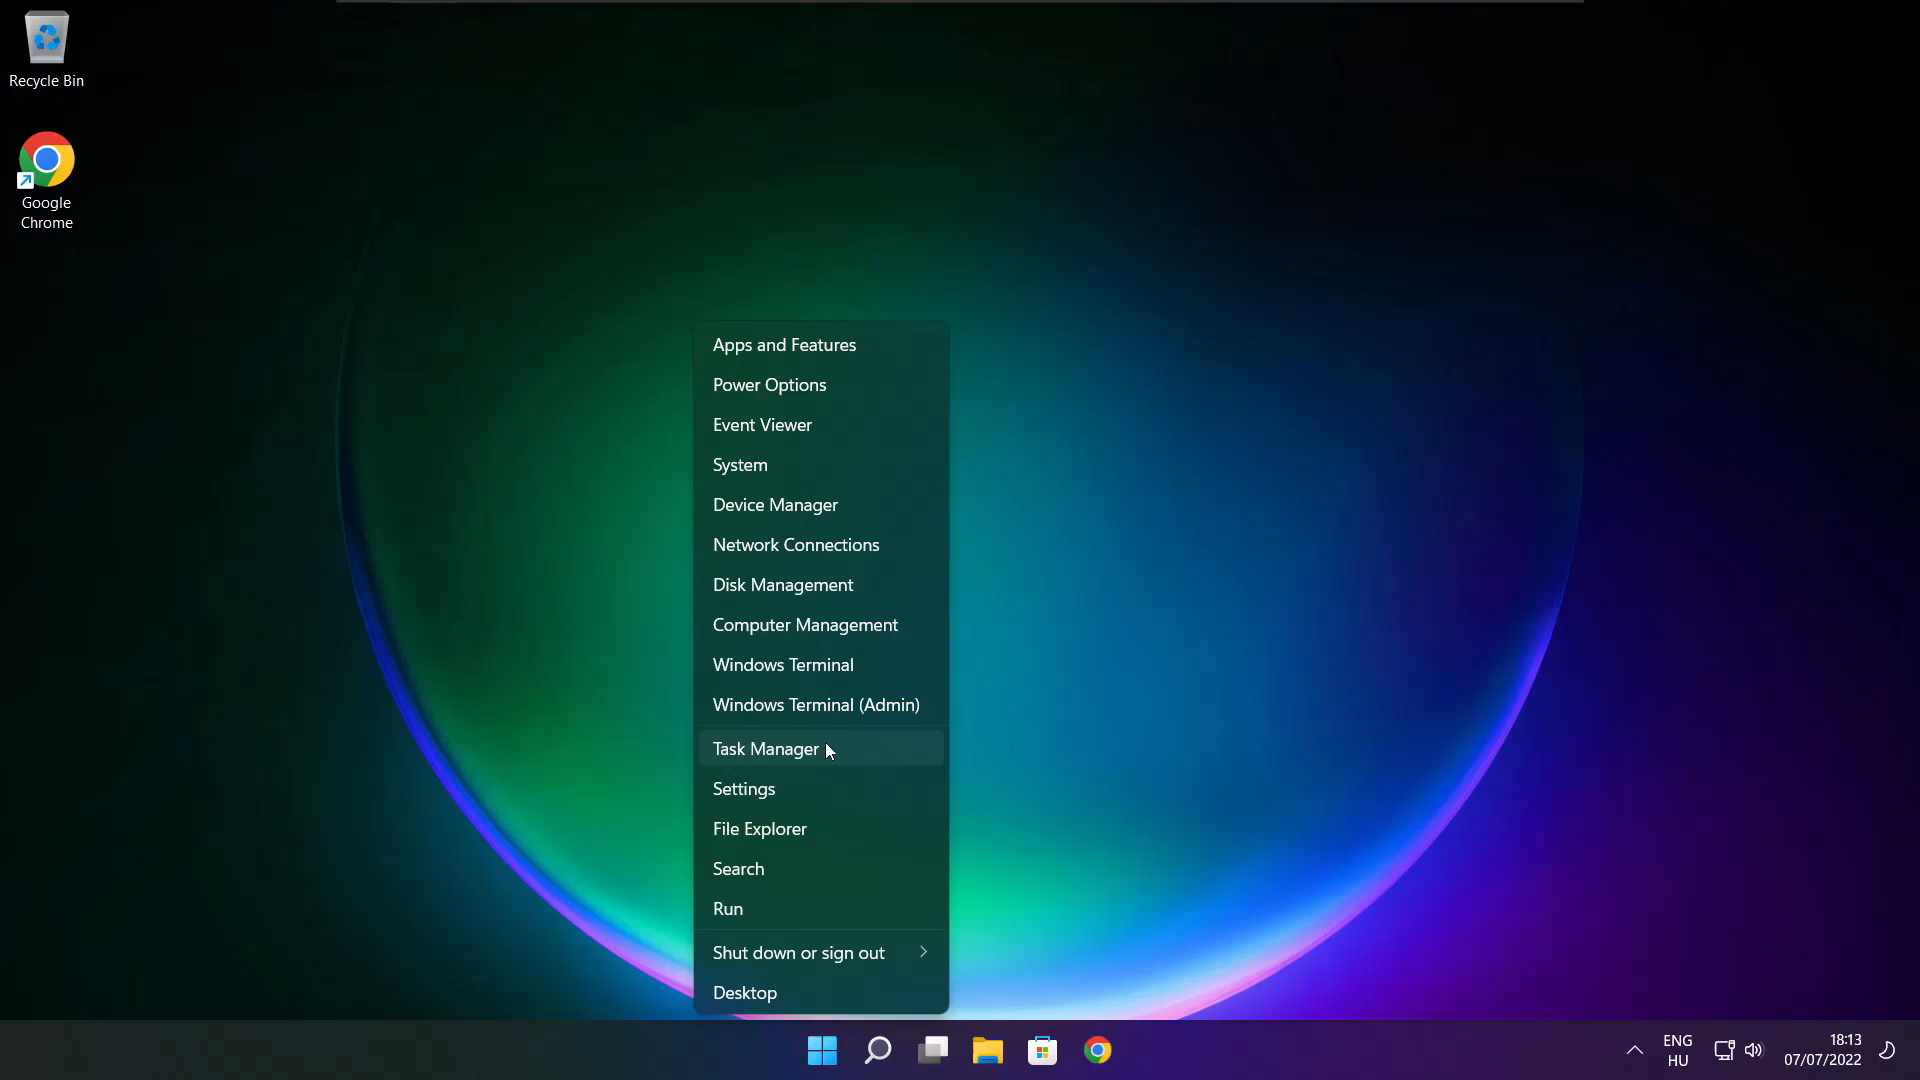 Recycle Bin
Google
Chrome
Apps and Features
Power Options
Event Viewer
System
Device Manager
Network Connections
Disk Management
Computer Management
Windows Terminal
Windows Terminal (Admin)
Task Manager
Settings
File Explorer
Search
Run
Shut down or sign out
Desktop
ENG
HU
18:13
07/07/2022